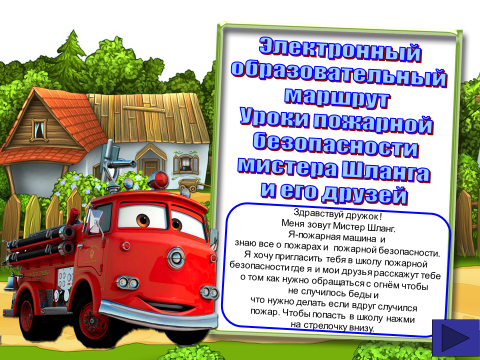 Электронный
образовательный
маршрут
Уроки пожарной
безопасности
мистера Шланга
и его друзей
Здравствуй дружок!
Меня зовут Мистер Шланг.
Я-пожарная машина и
знаю все о пожарах и пожарной безопасности.
Я хочу пригласить тебя в школу пожарной
безопасности где я и мои друзья расскажут тебе
о том как нужно обращаться с огнём чтобы
не случилось беды и
что нужно делать если вдруг случился
пожар. Чтобы попасть в школу нажми
на стрелочку внизу.